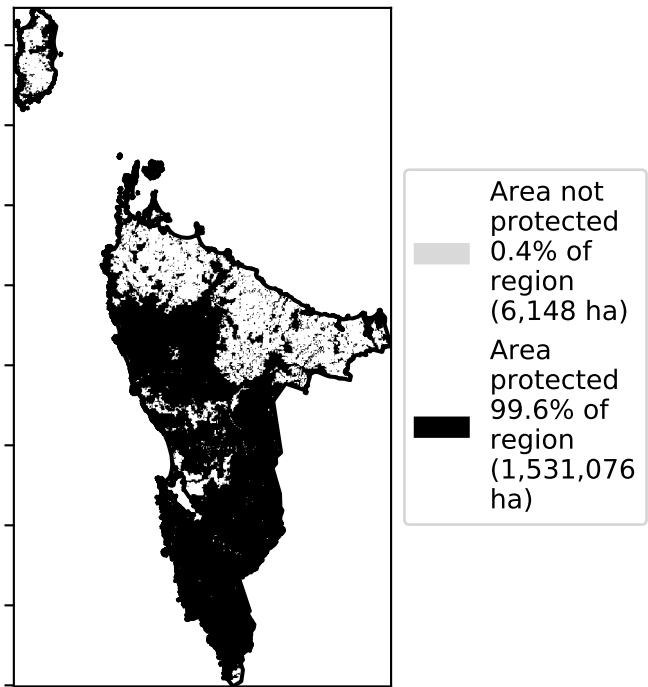 Area not
protected
0.4% of
region
(6,148 ha)
Area
protected
99.6% of
region
(1,531,076
ha)